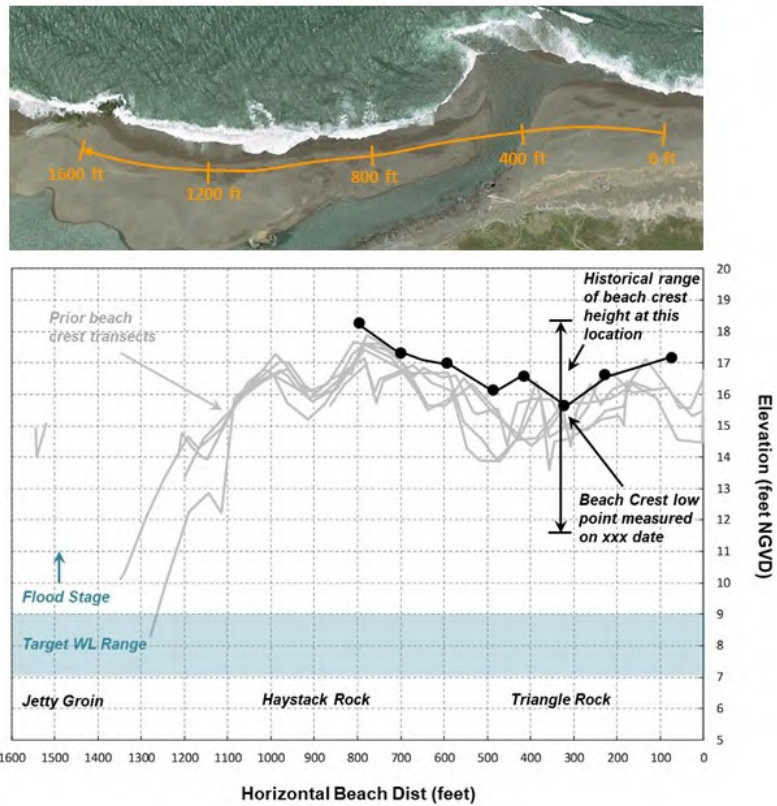 1600 ft
1200 ft
800 ft
400 ft
0 ft
Historical range
of beach crest
height at this
location
Prior beach
crest transects
Beach Crest low
point measured
on xxx date
Flood Stage
Target WL Range
Jetty Groin
Haystack Rock
Triangle Rock
20
19
18
17
16
15
14
13
12
11
10
9
8
7
6
5
Elevation (feet NGVD)
1600 1500 1400 1300 1200 1100 1000 900 800 700 600 500 400 300 200 100 0
Horizontal Beach Dist (feet)